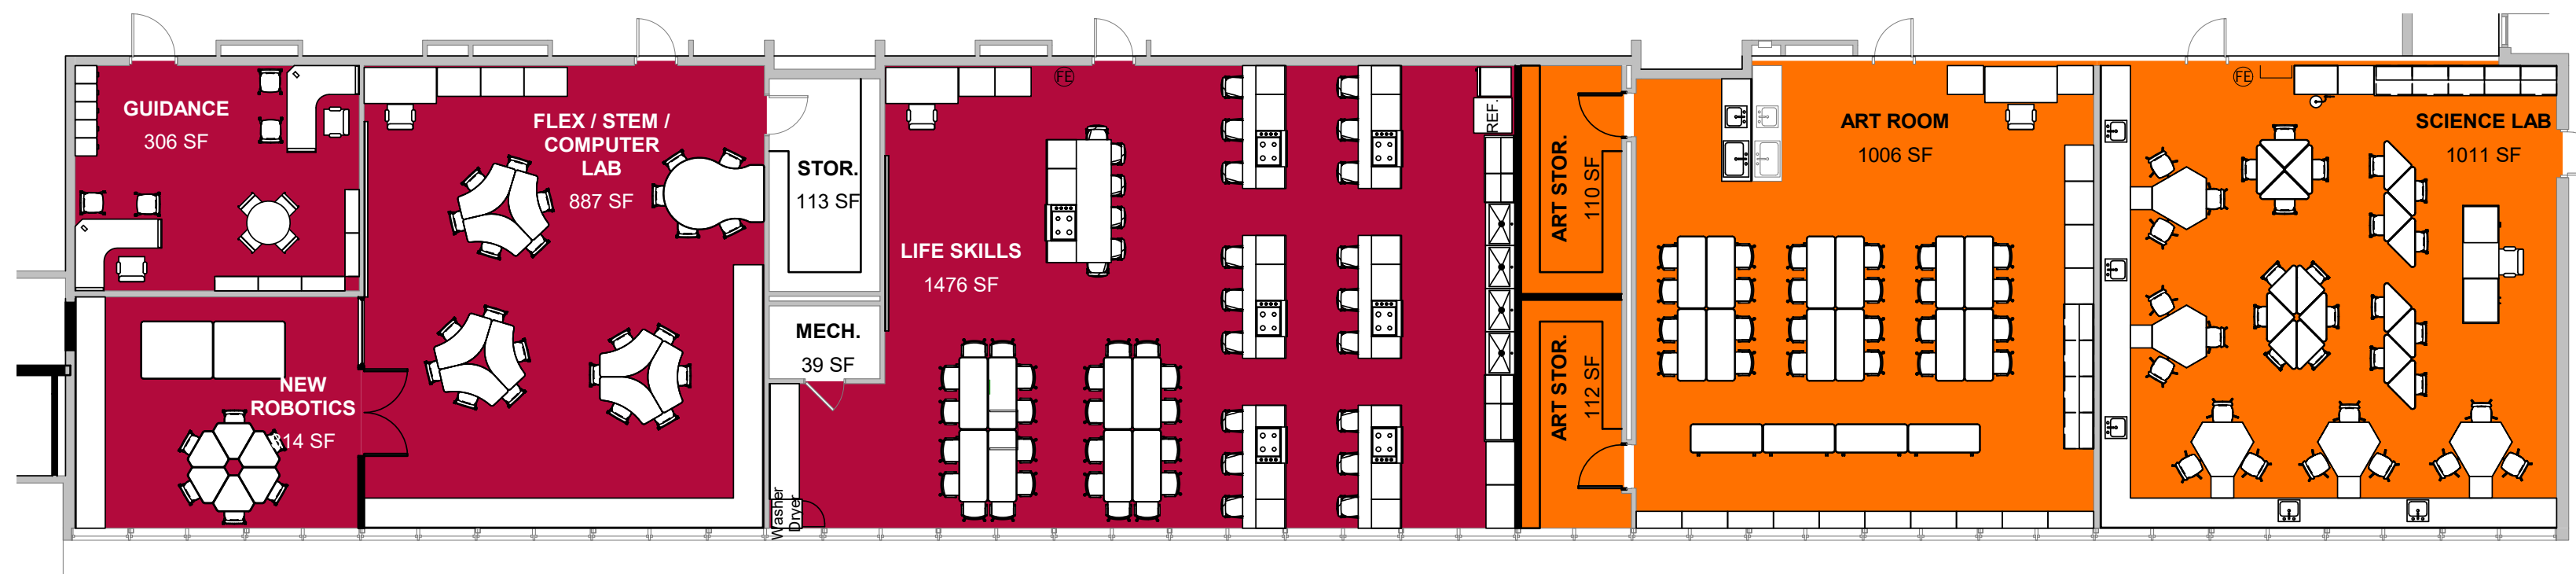 GUIDANCE
306 SF
FLEX / STEM /
COMPUTER
LAB
887 SF
STOR.
113 SF
MECH.
39 SF
NEW
ROBOTICS
314 SF
Washer
Dryer
LIFE SKILLS
1476 SF
FE
REF.
ART STOR.
110 SF
ART STOR.
112 SF
ART ROOM
1006 SF
FE
SCIENCE LAB
1011 SF